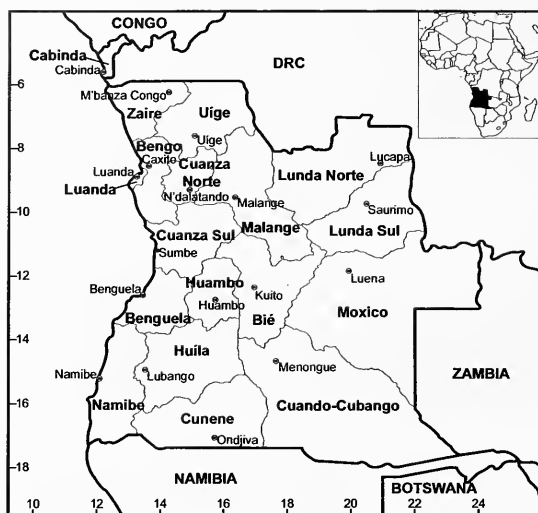 CONGO
Cabinda
Cabinda
DRC
6
M'banza Congo
Zaire
Uíge
Uíge
Bengo
Caxito
Cuanza
Norte
8
Luanda
Luanda
N'dalatando
Lunda Norte
Lucapa
Malange
Malange
Saurimo
Lunda Sul
10
Cuanza Sul
Sumbe
12
Huambo
Huambo
Kuito
Bié
Luena
Moxico
Benguela
Benguela
14
Huíla
Lubango
Menongue
ZAMBIA
Namibe
Namibe
16
Cuando-Cubango
Cunene
Ondjiva
18
NAMIBIA
BOTSWANA
10 12 14 16 18 20 22 24